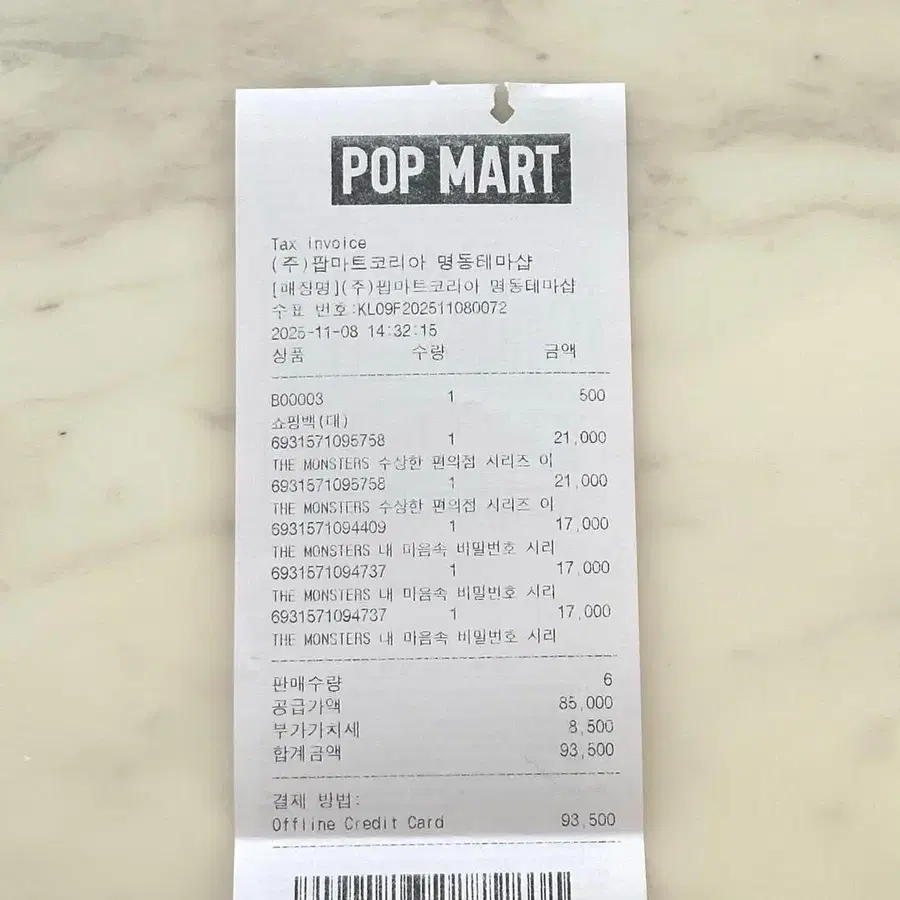 POP MART
Tax invoice
(주)팝마트코리아 명동테마샵
[매장명](주)팝마트코리아 명동테마샵
수표 번호:KL09F202511080072
2025-11-08 14:32:15
상품 수량 금액
B00003 1 500
쇼핑백(대)
6931571095758 1 21,000
THE MONSTERS 수상한 편의점 시리즈 이
6931571095758 1 21,000
THE MONSTERS 수상한 편의점 시리즈 이
6931571094409 1 17,000
THE MONSTERS 내 마음속 비밀번호 시리
6931571094737 1 17,000
THE MONSTERS 내 마음속 비밀번호 시리
6931571094737 1 17,000
THE MONSTERS 내 마음속 비밀번호 시리
판매수량 6
공급가액 85,000
부가가치세 8,500
합계금액 93,500
결제 방법:
Offline Credit Card 93,500